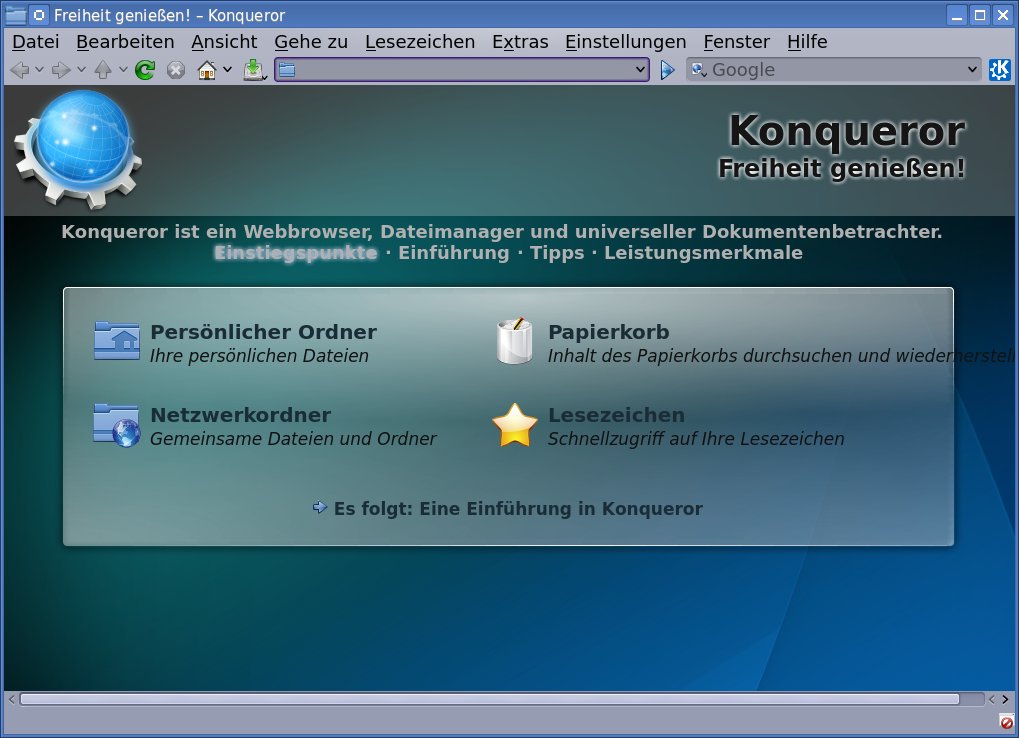 Freiheit genießen! – Konqueror
Datei Bearbeiten Ansicht Gehe zu Lesezeichen Extras Einstellungen Fenster Hilfe
Google
Konqueror
Freiheit genießen!
Konqueror ist ein Webbrowser, Dateimanager und universeller Dokumentenbetrachter.
Einstiegspunkte · Einführung · Tipps · Leistungsmerkmale
Persönlicher Ordner
Ihre persönlichen Dateien
Papierkorb
Inhalt des Papierkorbs durchsuchen und wiederherstell
Netzwerkordner
Gemeinsame Dateien und Ordner
Lesezeichen
Schnellzugriff auf Ihre Lesezeichen
Es folgt: Eine Einführung in Konqueror